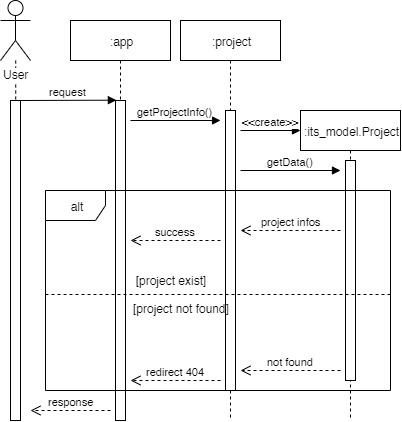 :app
:project
User
request
getProjectInfo()
<<create>>
:its_model.Project
getData()
alt
project infos
success
[project exist]
[project not found]
not found
redirect 404
response